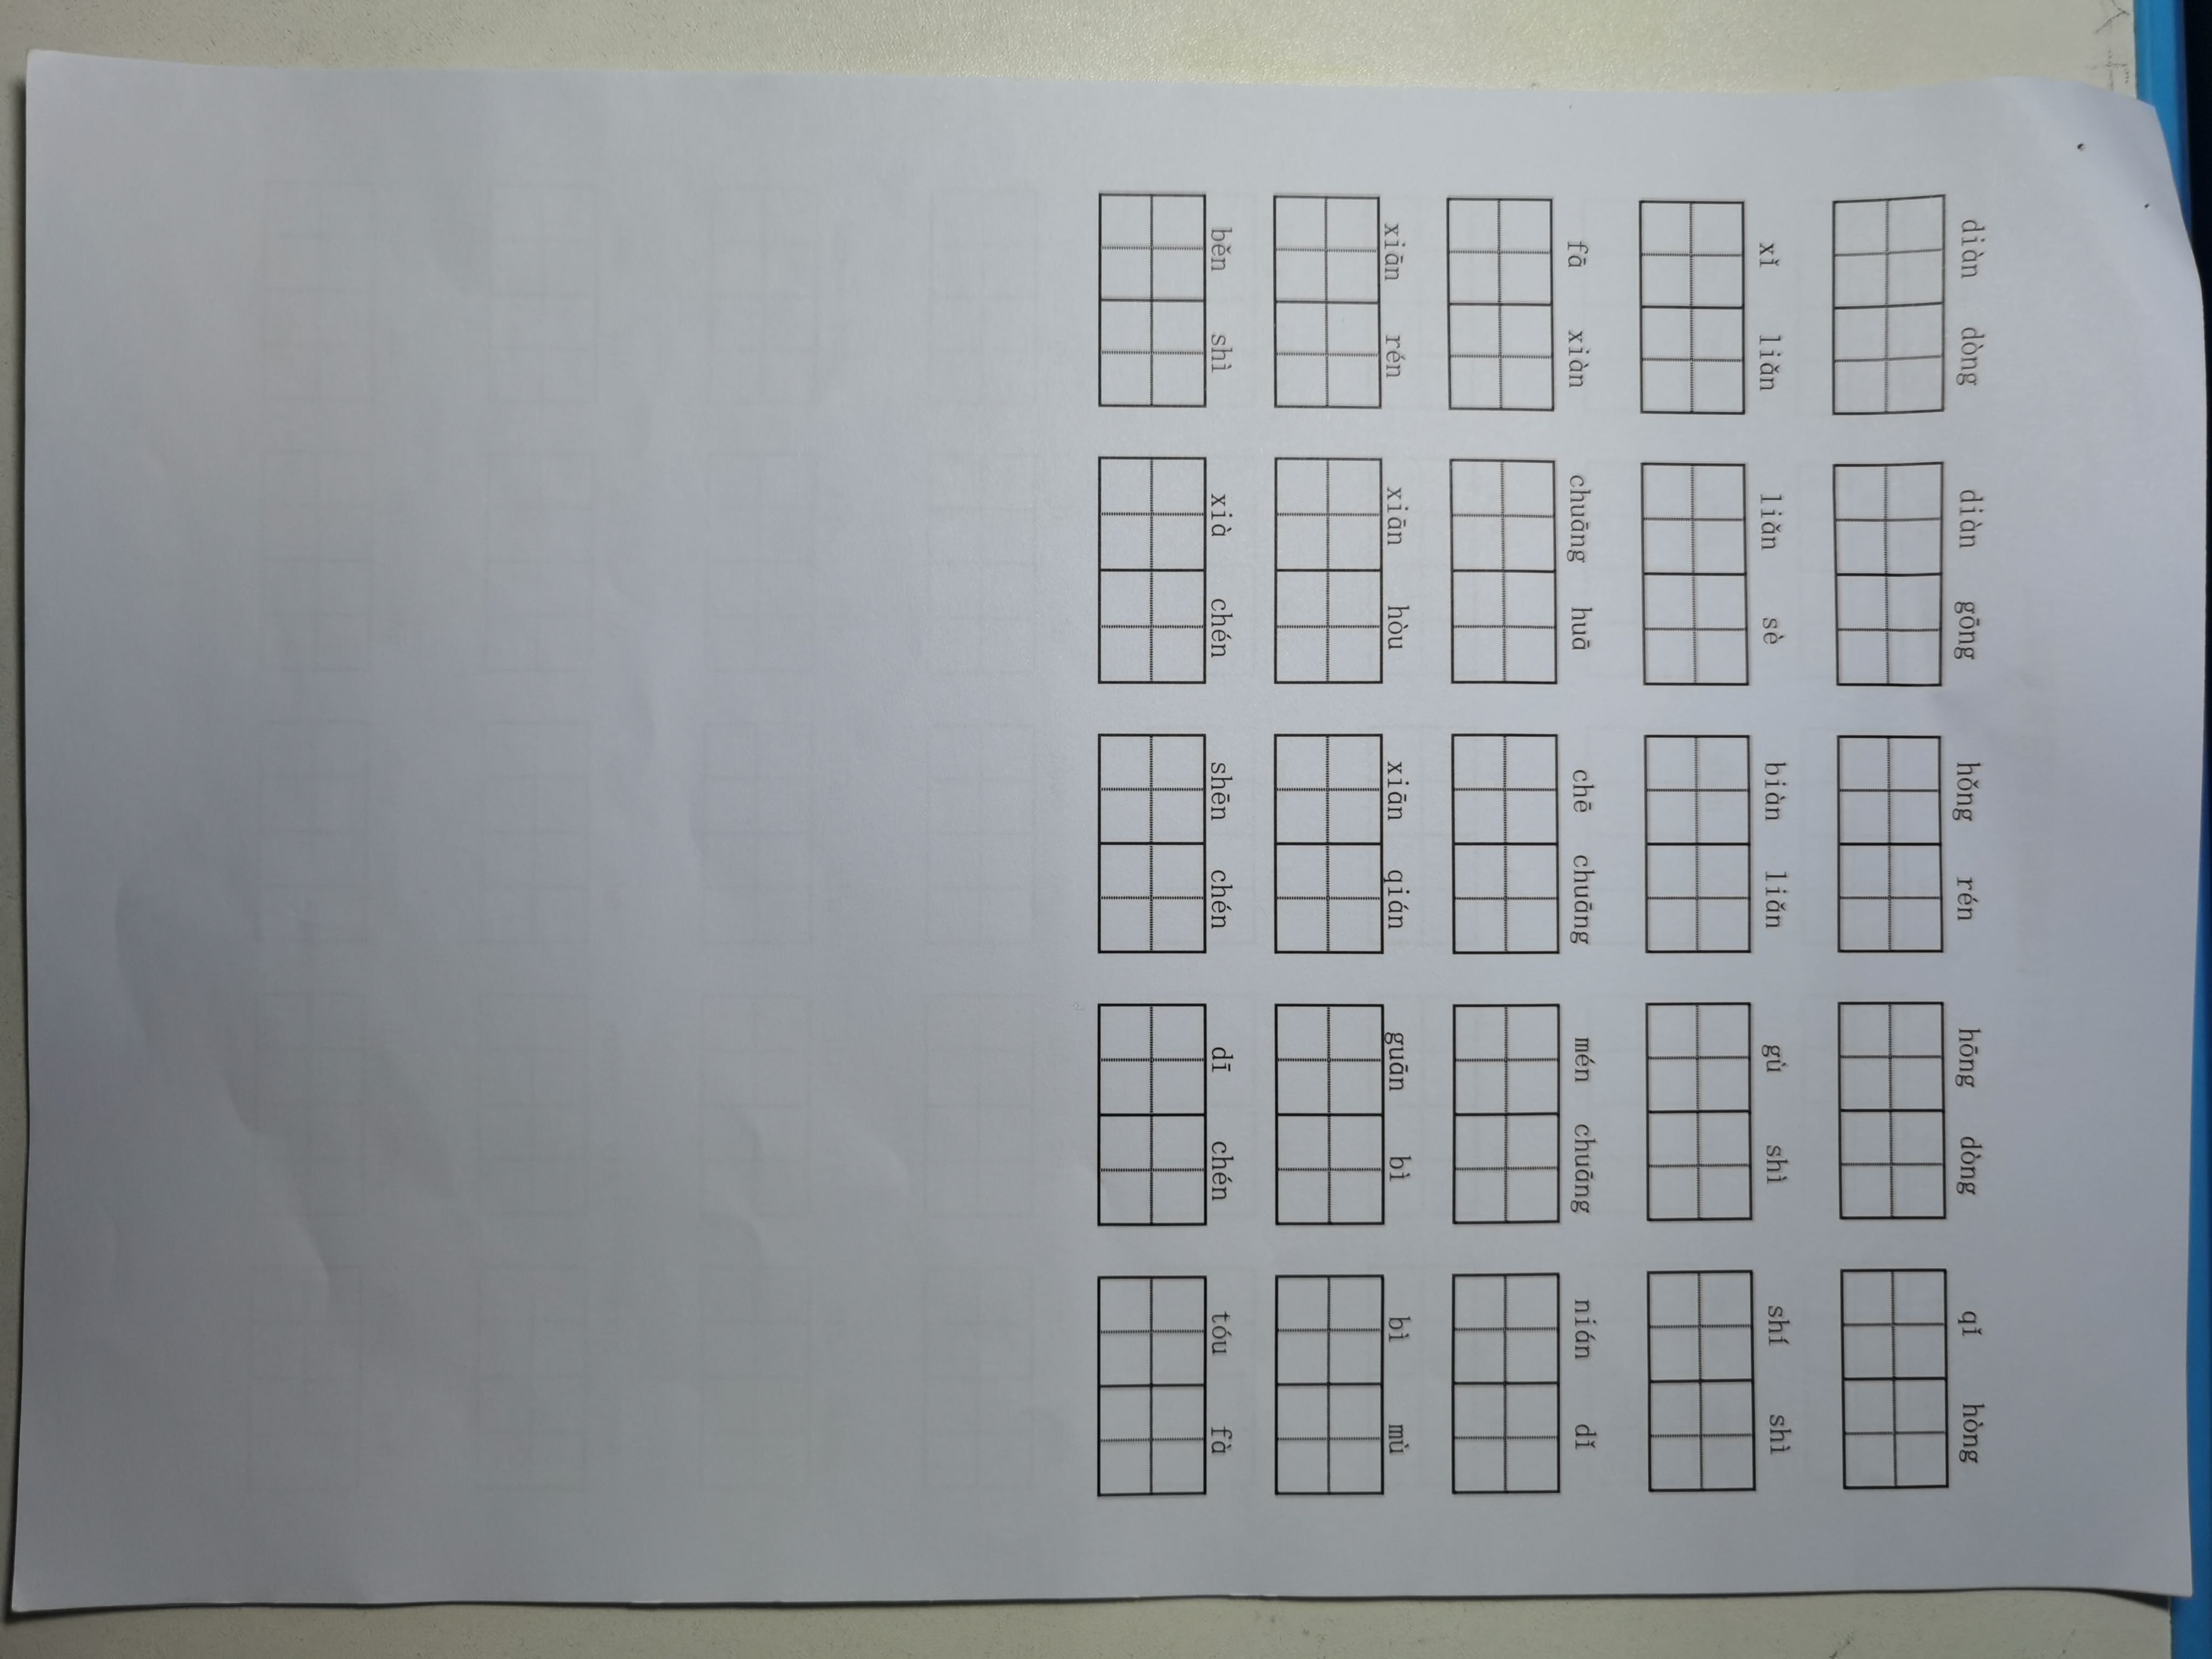 diàn dòng diàn gōng hǒng rén hōng dòng qǐ hòng
xǐ liǎn liǎn sè biàn liǎn gù shì shí shì
fā xiàn chuāng huā chē chuāng mén chuāng nián dǐ
xiān rén xiān hòu xiān qián guān bì bì mù
běn shì xià chén shēn chén dī chén tóu fà